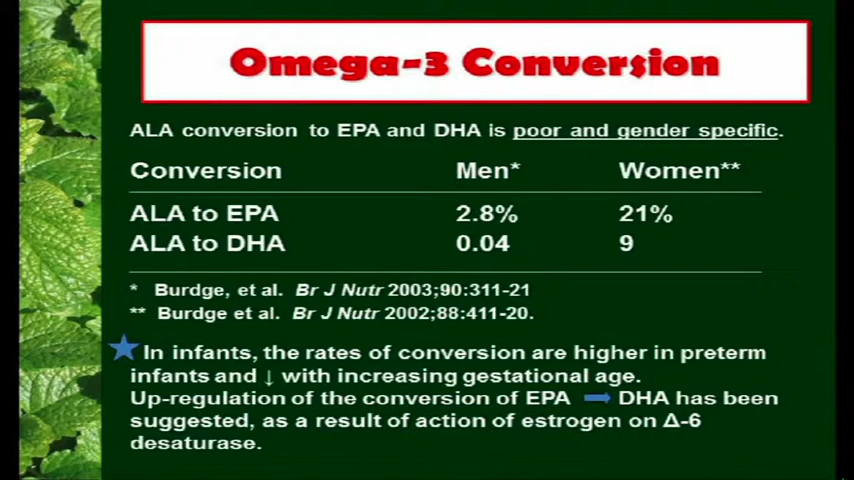 Omega-3 Conversion
ALA conversion to EPA and DHA is poor and gender specific.
Conversion Men* Women**
ALA to EPA 2.8% 21%
ALA to DHA 0.04 9
* Burdge, et al. Br J Nutr 2003;90:311-21
** Burdge et al. Br J Nutr 2002;88:411-20.
In infants, the rates of conversion are higher in preterm
infants and ↓ with increasing gestational age.
Up-regulation of the conversion of EPA ➡ DHA has been
suggested, as a result of action of estrogen on Δ-6
desaturase.